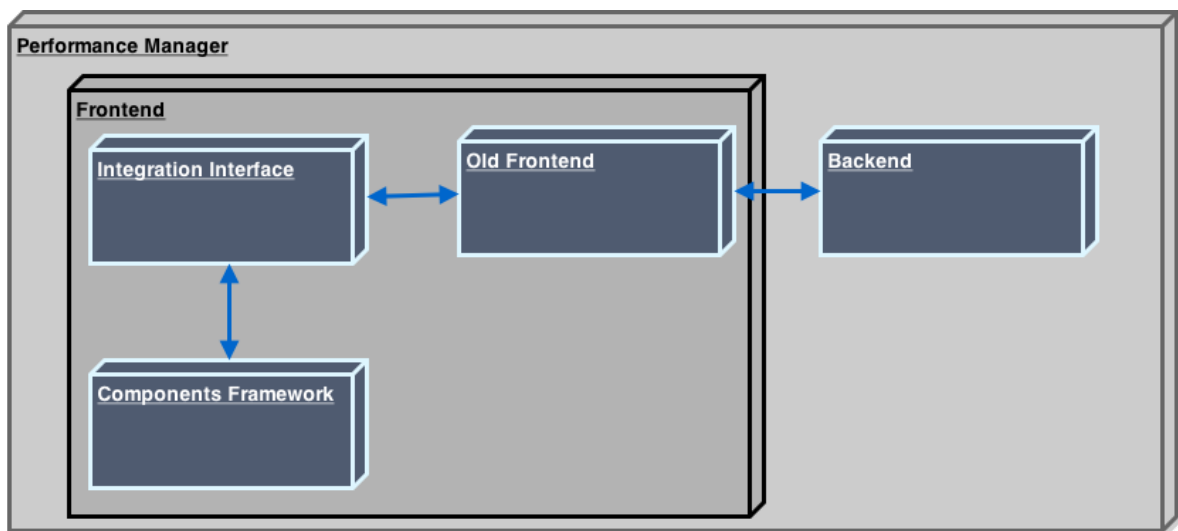 Performance Manager
Frontend
Integration Interface
Old Frontend
Backend
Components Framework